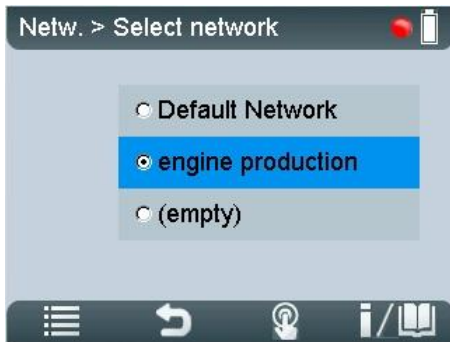 Netw. > Select network
Default Network
engine production
(empty)
i/